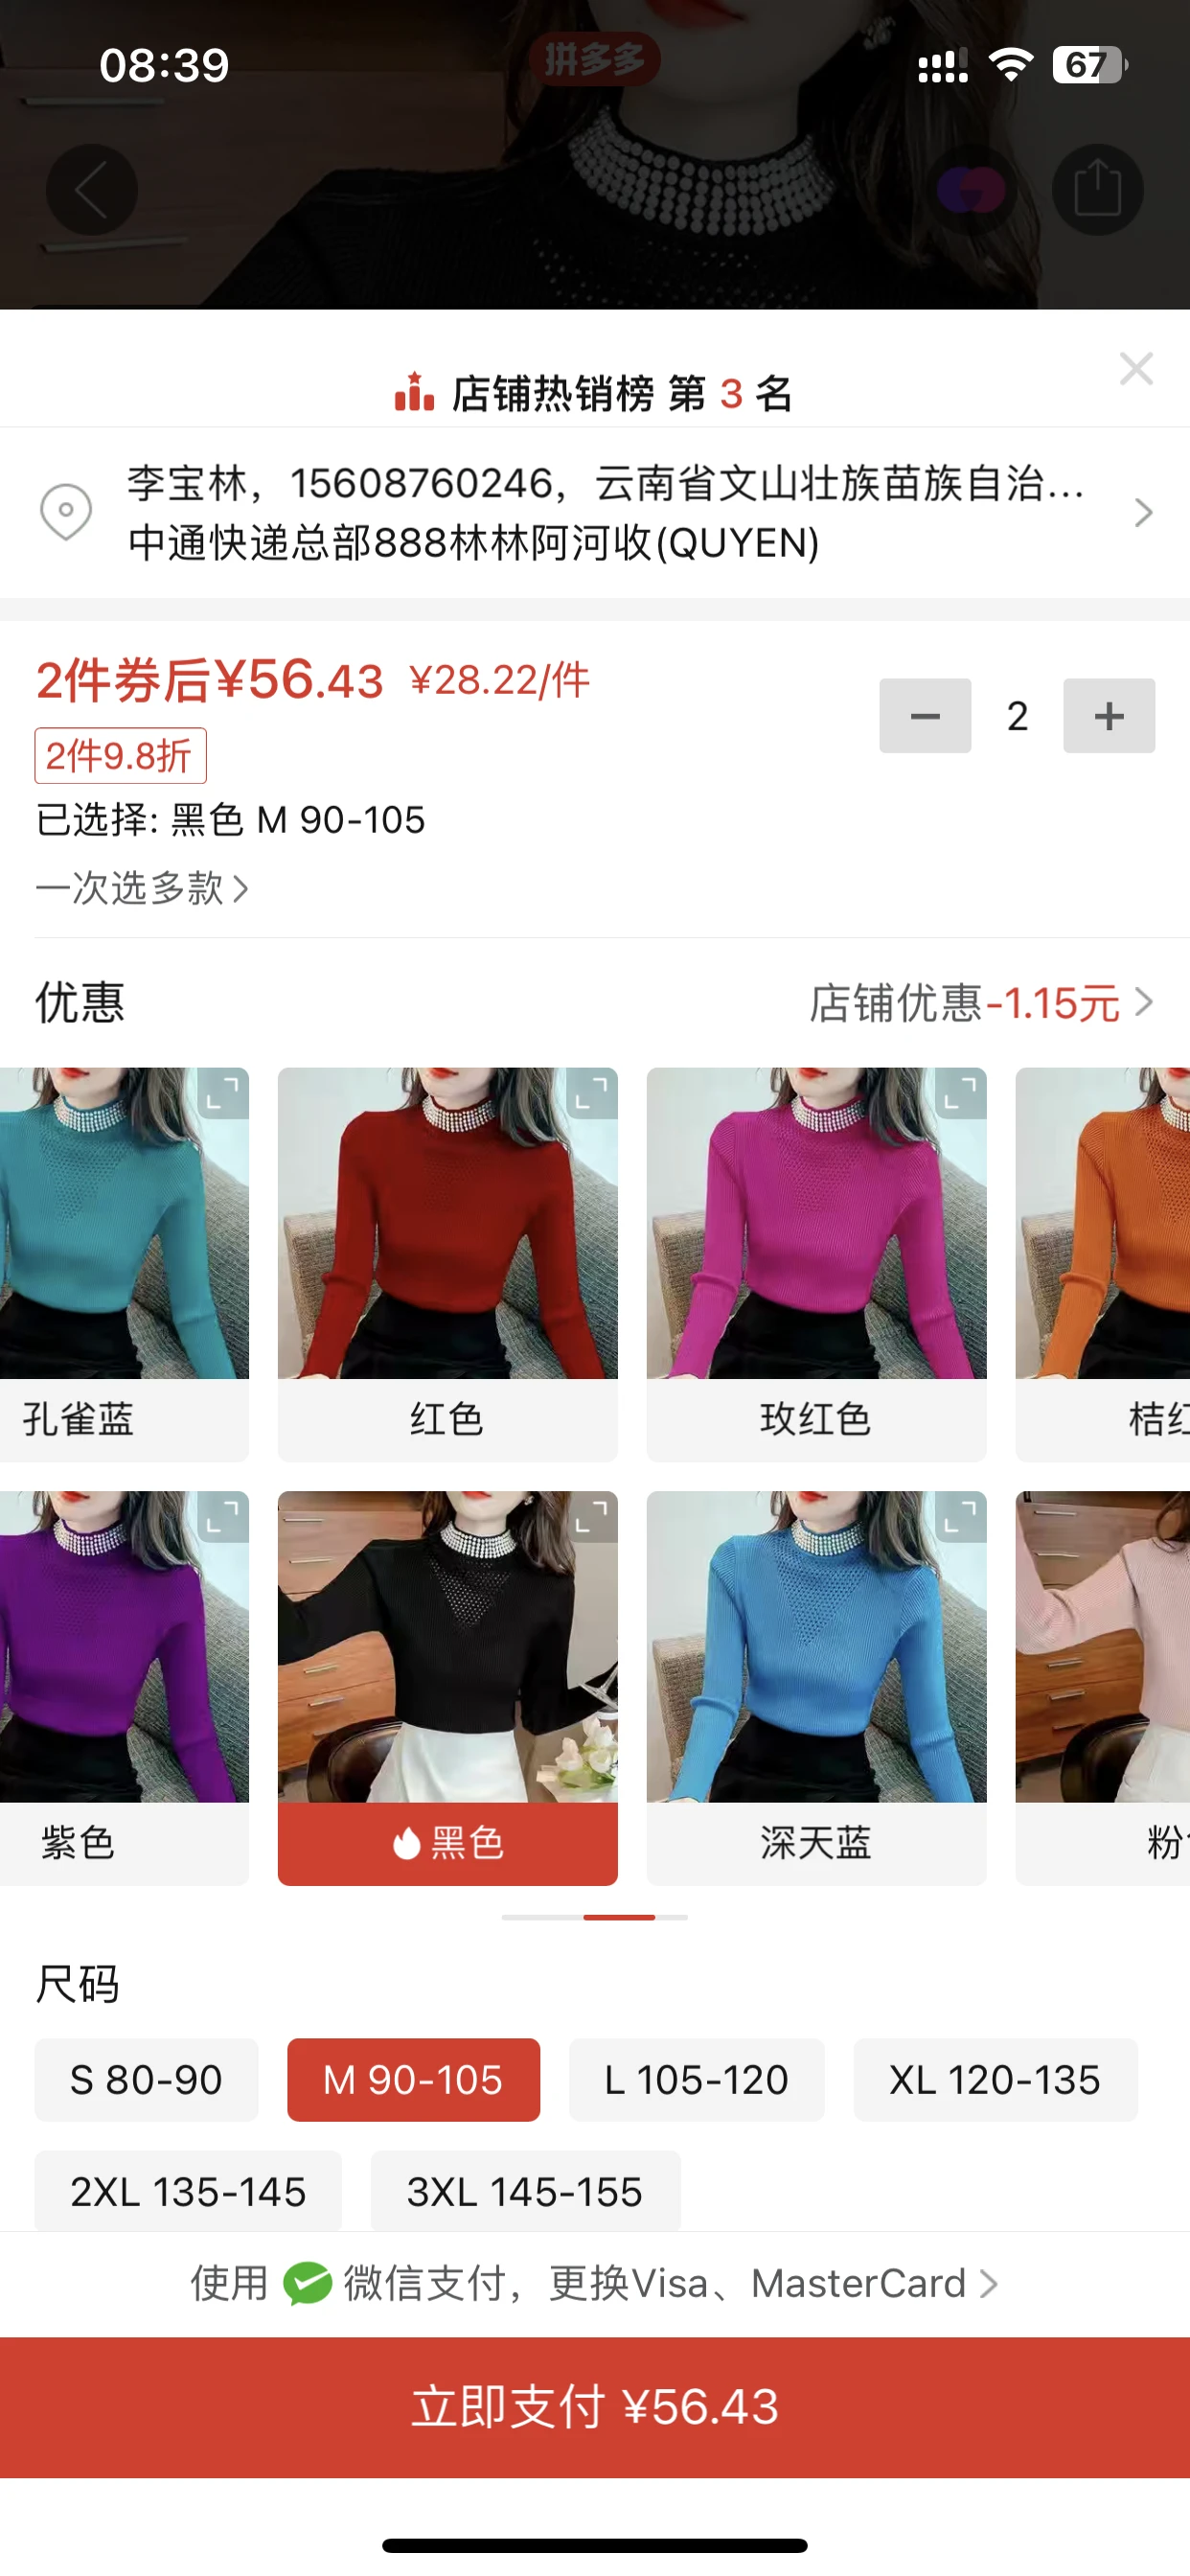 08:39
拼多多
67
店铺热销榜 第 3 名
李宝林，15608760246，云南省文山壮族苗族自治...
中通快递总部888林林阿河收(QUYEN)
2件券后¥56.43 ¥28.22/件
2
2件9.8折
已选择: 黑色 M 90-105
一次选多款
优惠 店铺优惠-1.15元
孔雀蓝 红色 玫红色 桔红
紫色 黑色 深天蓝 粉
尺码
S 80-90 M 90-105 L 105-120 XL 120-135
2XL 135-145 3XL 145-155
使用 微信支付，更换Visa、MasterCard
立即支付 ¥56.43